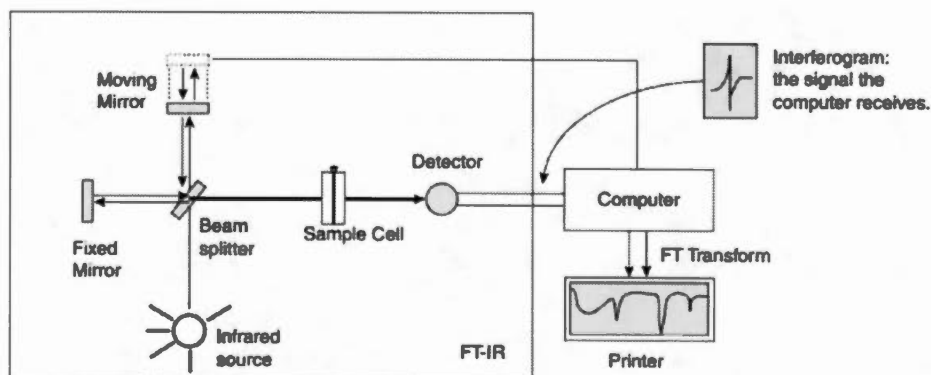 Moving
Mirror
Interferogram:
the signal the
computer receives.
Detector
Computer
Beam
splitter
Sample Cell
Fixed
Mirror
FT Transform
Infrared
source
FT-IR
Printer